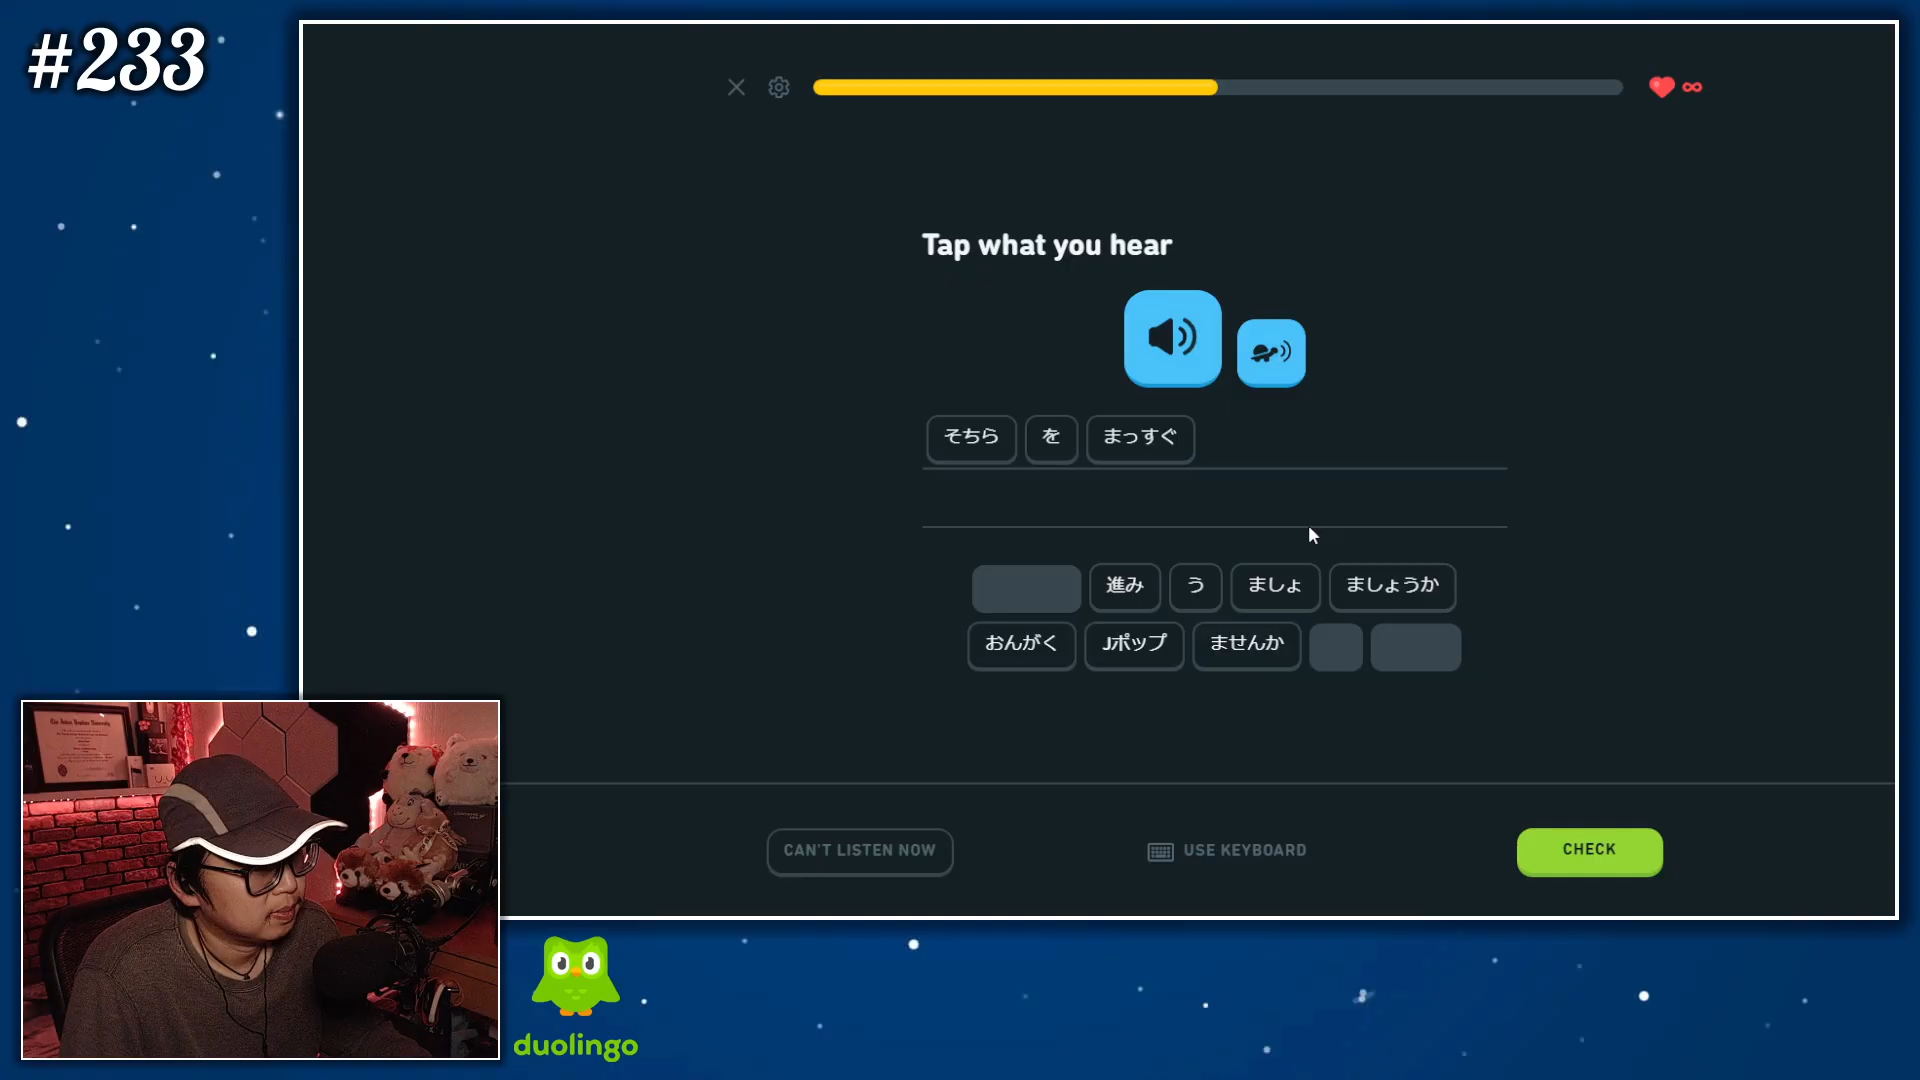 #233
∞
Tap what you hear
そちら を まっすぐ
進み う ましょ ましょうか
おんがく Jポップ ませんか
CAN'T LISTEN NOW
USE KEYBOARD
CHECK
duolingo